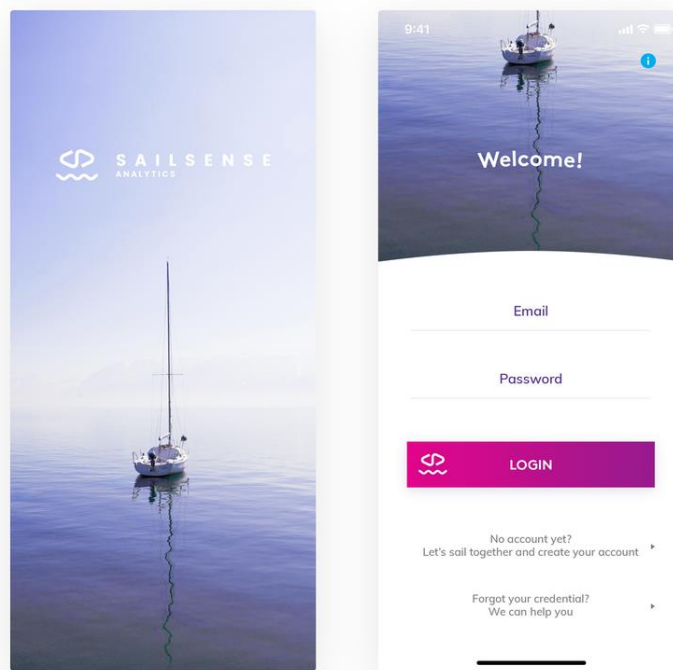 SAILSENSE
ANALYTICS
9:41
Welcome!
Email
Password
LOGIN
No account yet?
Let's sail together and create your account
Forgot your credential?
We can help you